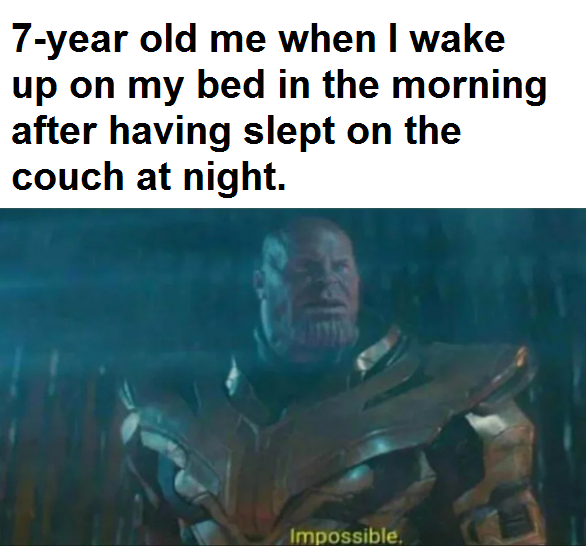 7-year old me when I wake
up on my bed in the morning
after having slept on the
couch at night.
Impossible.